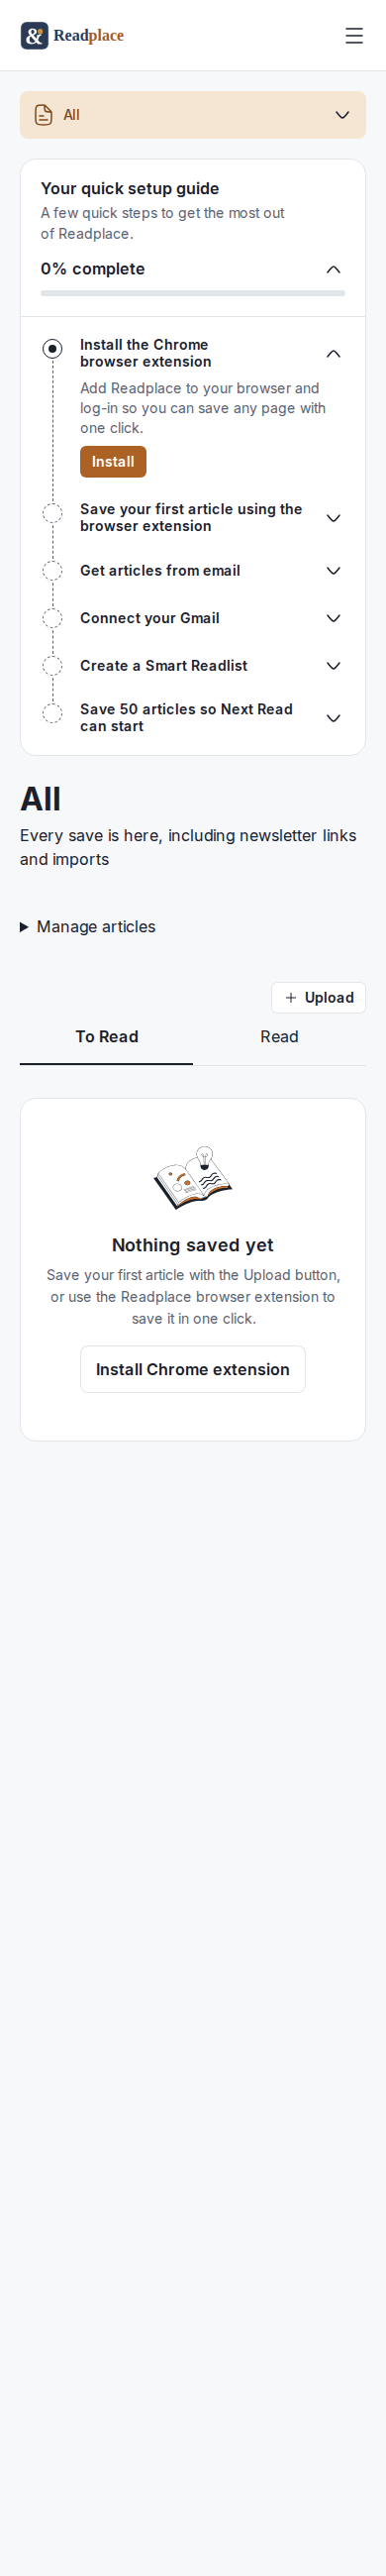 & Readplace
All
Your quick setup guide
A few quick steps to get the most out
of Readplace.
0% complete
Install the Chrome
browser extension
Add Readplace to your browser and
log-in so you can save any page with
one click.
Install
Save your first article using the
browser extension
Get articles from email
Connect your Gmail
Create a Smart Readlist
Save 50 articles so Next Read
can start
All
Every save is here, including newsletter links
and imports
Manage articles
Upload
To Read
Read
Nothing saved yet
Save your first article with the Upload button,
or use the Readplace browser extension to
save it in one click.
Install Chrome extension